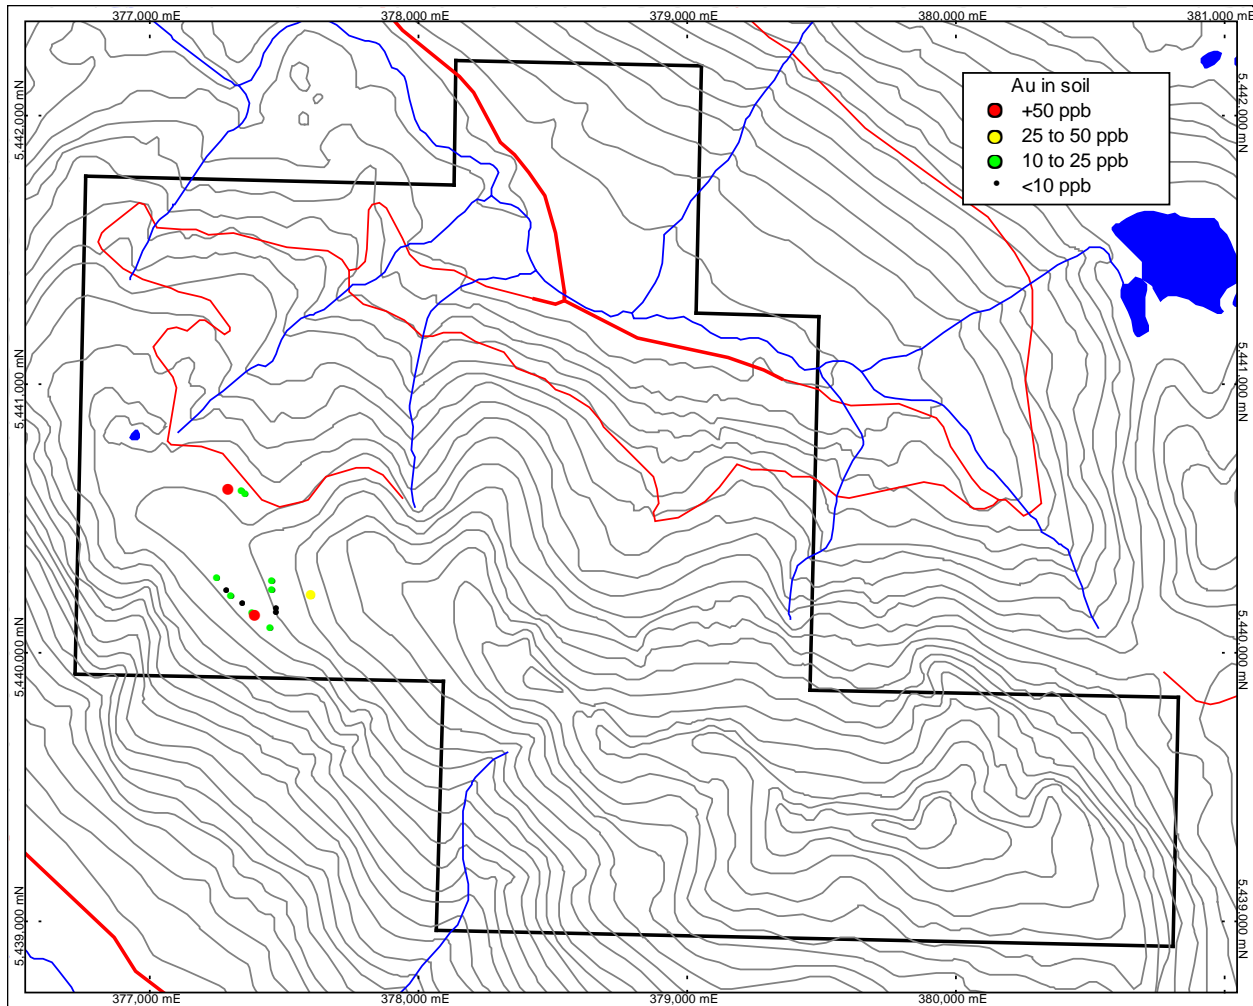 377.000 mE
378.000 mE
379.000 mE
380.000 mE
381.000 mE
5.442.000 mN
5.442.000 mN
Au in soil
+50 ppb
25 to 50 ppb
10 to 25 ppb
<10 ppb
5.441.000 mN
5.441.000 mN
5.440.000 mN
5.440.000 mN
5.439.000 mN
5.439.000 mN
377.000 mE
378.000 mE
379.000 mE
380.000 mE